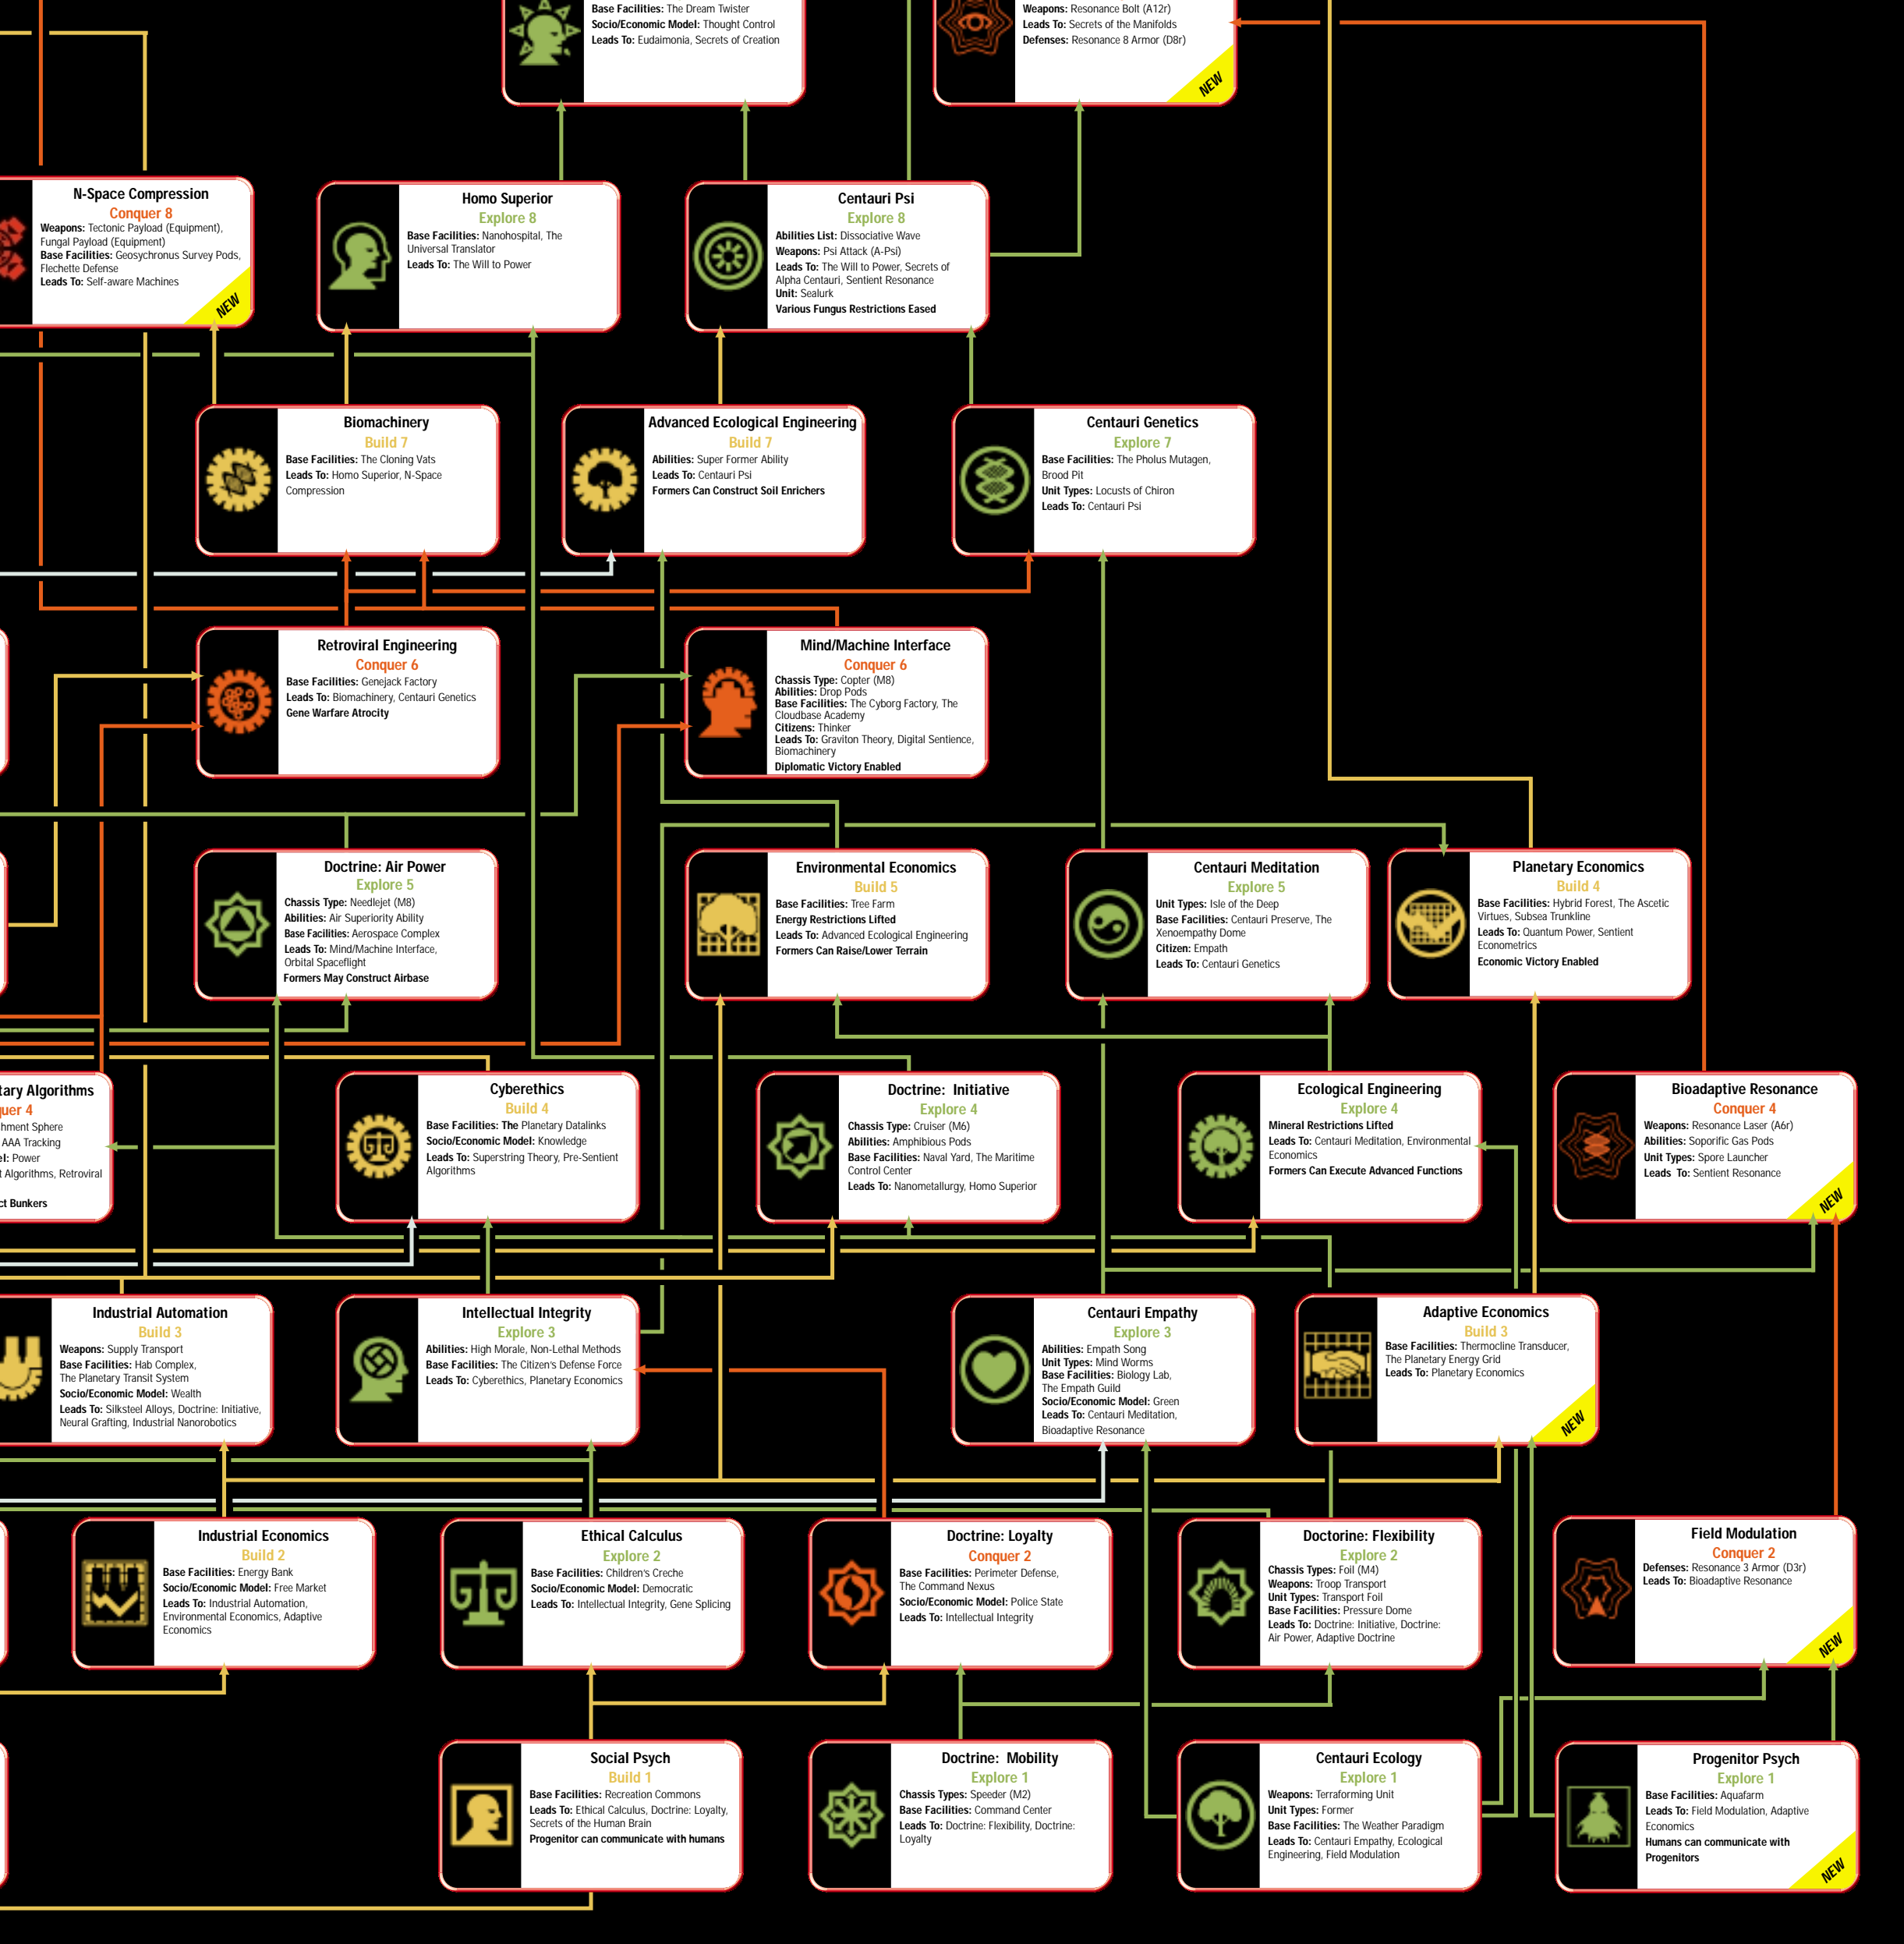 Base Facilities: The Dream Twister
Socio/Economic Model: Thought Control
Leads To: Eudaimonia, Secrets of Creation
Weapons: Resonance Bolt (A12r)
Leads To: Secrets of the Manifolds
Defenses: Resonance 8 Armor (D8r)
NEW
N-Space Compression
Conquer 8
Weapons: Tectonic Payload (Equipment),
Fungal Payload (Equipment)
Base Facilities: Geosychronus Survey Pods,
Flechette Defense
Leads To: Self-aware Machines
NEW
Homo Superior
Explore 8
Base Facilities: Nanohospital, The
Universal Translator
Leads To: The Will to Power
Centauri Psi
Explore 8
Abilities List: Dissociative Wave
Weapons: Psi Attack (A-Psi)
Leads To: The Will to Power, Secrets of
Alpha Centauri, Sentient Resonance
Unit: Sealurk
Various Fungus Restrictions Eased
Biomachinery
Build 7
Base Facilities: The Cloning Vats
Leads To: Homo Superior, N-Space
Compression
Advanced Ecological Engineering
Build 7
Abilities: Super Former Ability
Leads To: Centauri Psi
Formers Can Construct Soil Enrichers
Centauri Genetics
Explore 7
Base Facilities: The Pholus Mutagen,
Brood Pit
Unit Types: Locusts of Chiron
Leads To: Centauri Psi
Retroviral Engineering
Conquer 6
Base Facilities: Genejack Factory
Leads To: Biomachinery, Centauri Genetics
Gene Warfare Atrocity
Mind/Machine Interface
Conquer 6
Chassis Type: Copter (M8)
Abilities: Drop Pods
Base Facilities: The Cyborg Factory, The
Cloudbase Academy
Citizens: Thinker
Leads To: Graviton Theory, Digital Sentience,
Biomachinery
Diplomatic Victory Enabled
Doctrine: Air Power
Explore 5
Chassis Type: Needlejet (M8)
Abilities: Air Superiority Ability
Base Facilities: Aerospace Complex
Leads To: Mind/Machine Interface,
Orbital Spaceflight
Formers May Construct Airbase
Environmental Economics
Build 5
Base Facilities: Tree Farm
Energy Restrictions Lifted
Leads To: Advanced Ecological Engineering
Formers Can Raise/Lower Terrain
Centauri Meditation
Explore 5
Unit Types: Isle of the Deep
Base Facilities: Centauri Preserve, The
Xenoempathy Dome
Citizen: Empath
Leads To: Centauri Genetics
Planetary Economics
Build 4
Base Facilities: Hybrid Forest, The Ascetic
Virtues, Subsea Trunkline
Leads To: Quantum Power, Sentient
Econometrics
Economic Victory Enabled
tary Algorithms
quer 4
hment Sphere
AAA Tracking
el: Power
t Algorithms, Retroviral
ct Bunkers
Cyberethics
Build 4
Base Facilities: The Planetary Datalinks
Socio/Economic Model: Knowledge
Leads To: Superstring Theory, Pre-Sentient
Algorithms
Doctrine: Initiative
Explore 4
Chassis Type: Cruiser (M6)
Abilities: Amphibious Pods
Base Facilities: Naval Yard, The Maritime
Control Center
Leads To: Nanometallurgy, Homo Superior
Ecological Engineering
Explore 4
Mineral Restrictions Lifted
Leads To: Centauri Meditation, Environmental
Economics
Formers Can Execute Advanced Functions
Bioadaptive Resonance
Conquer 4
Weapons: Resonance Laser (A6r)
Abilities: Soporific Gas Pods
Unit Types: Spore Launcher
Leads To: Sentient Resonance
NEW
Industrial Automation
Build 3
Weapons: Supply Transport
Base Facilities: Hab Complex,
The Planetary Transit System
Socio/Economic Model: Wealth
Leads To: Silksteel Alloys, Doctrine: Initiative,
Neural Grafting, Industrial Nanorobotics
Intellectual Integrity
Explore 3
Abilities: High Morale, Non-Lethal Methods
Base Facilities: The Citizen's Defense Force
Leads To: Cyberethics, Planetary Economics
Centauri Empathy
Explore 3
Abilities: Empath Song
Unit Types: Mind Worms
Base Facilities: Biology Lab,
The Empath Guild
Socio/Economic Model: Green
Leads To: Centauri Meditation,
Bioadaptive Resonance
Adaptive Economics
Build 3
Base Facilities: Thermocline Transducer,
The Planetary Energy Grid
Leads To: Planetary Economics
NEW
Industrial Economics
Build 2
Base Facilities: Energy Bank
Socio/Economic Model: Free Market
Leads To: Industrial Automation,
Environmental Economics, Adaptive
Economics
Ethical Calculus
Explore 2
Base Facilities: Children's Creche
Socio/Economic Model: Democratic
Leads To: Intellectual Integrity, Gene Splicing
Doctrine: Loyalty
Conquer 2
Base Facilities: Perimeter Defense,
The Command Nexus
Socio/Economic Model: Police State
Leads To: Intellectual Integrity
Doctorine: Flexibility
Explore 2
Chassis Types: Foil (M4)
Weapons: Troop Transport
Unit Types: Transport Foil
Base Facilities: Pressure Dome
Leads To: Doctrine: Initiative, Doctrine:
Air Power, Adaptive Doctrine
Field Modulation
Conquer 2
Defenses: Resonance 3 Armor (D3r)
Leads To: Bioadaptive Resonance
NEW
Social Psych
Build 1
Base Facilities: Recreation Commons
Leads To: Ethical Calculus, Doctrine: Loyalty,
Secrets of the Human Brain
Progenitor can communicate with humans
Doctrine: Mobility
Explore 1
Chassis Types: Speeder (M2)
Base Facilities: Command Center
Leads To: Doctrine: Flexibility, Doctrine:
Loyalty
Centauri Ecology
Explore 1
Weapons: Terraforming Unit
Unit Types: Former
Base Facilities: The Weather Paradigm
Leads To: Centauri Empathy, Ecological
Engineering, Field Modulation
Progenitor Psych
Explore 1
Base Facilities: Aquafarm
Leads To: Field Modulation, Adaptive
Economics
Humans can communicate with
Progenitors
NEW